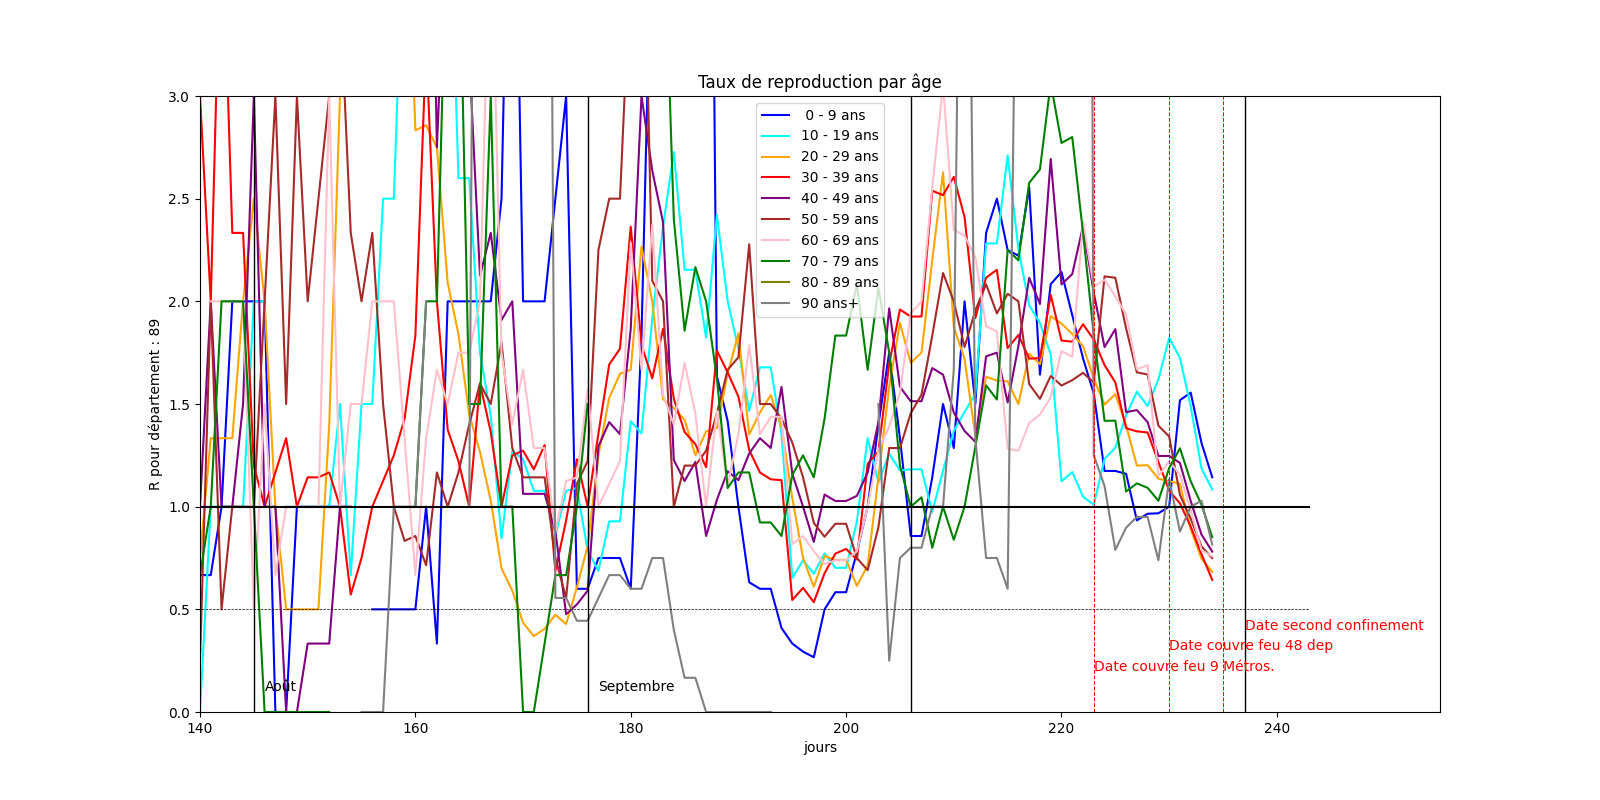 Taux de reproduction par âge
R pour département : 89
3.0
2.5
2.0
1.5
1.0
0.5
0.0
0 - 9 ans
10 - 19 ans
20 - 29 ans
30 - 39 ans
40 - 49 ans
50 - 59 ans
60 - 69 ans
70 - 79 ans
80 - 89 ans
90 ans+
Date second confinement
Date couvre feu 48 dep
Date couvre feu 9 Métros.
Août
Septembre
140
160
180
200
220
240
jours